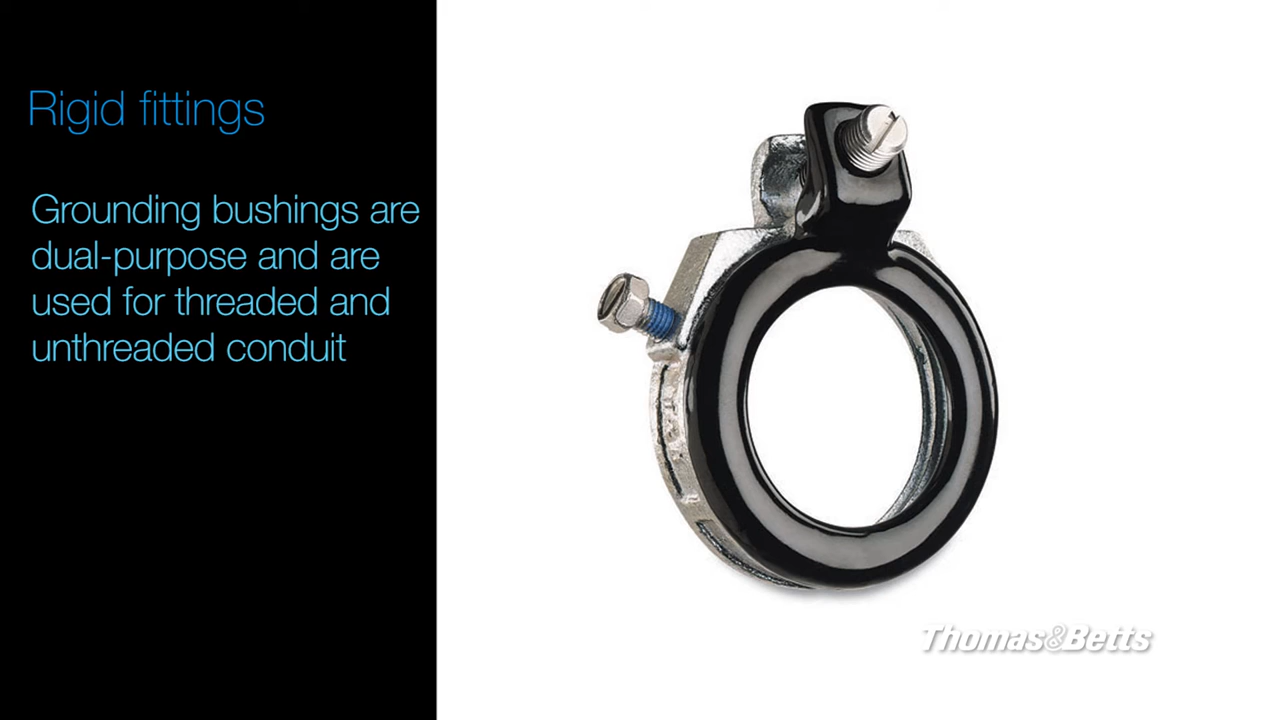 Rigid fittings
Grounding bushings are
dual-purpose and are
used for threaded and
unthreaded conduit
Thomas&Betts